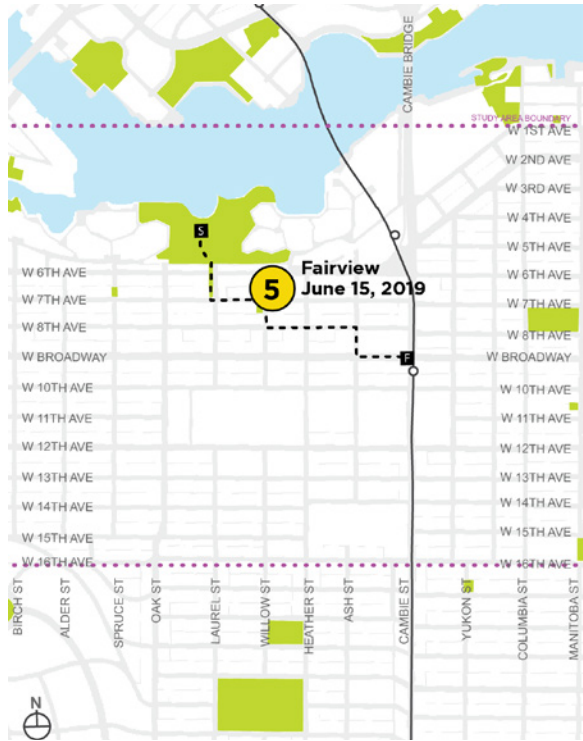 CAMBIE BRIDGE
STUDY AREA BOUNDARY
W 1ST AVE
W 2ND AVE
W 3RD AVE
W 4TH AVE
W 5TH AVE
W 6TH AVE
W 7TH AVE
W 8TH AVE
W BROADWAY
W 10TH AVE
W 11TH AVE
W 12TH AVE
W 13TH AVE
W 14TH AVE
W 15TH AVE
W 16TH AVE
S
5
Fairview
June 15, 2019
F
W 6TH AVE
W 7TH AVE
W 8TH AVE
W BROADWAY
W 10TH AVE
W 11TH AVE
W 12TH AVE
W 13TH AVE
W 14TH AVE
W 15TH AVE
W 16TH AVE
BIRCH ST
ALDER ST
SPRUCE ST
OAK ST
LAUREL ST
WILLOW ST
HEATHER ST
ASH ST
CAMBIE ST
YUKON ST
COLUMBIA ST
MANITOBA ST
N